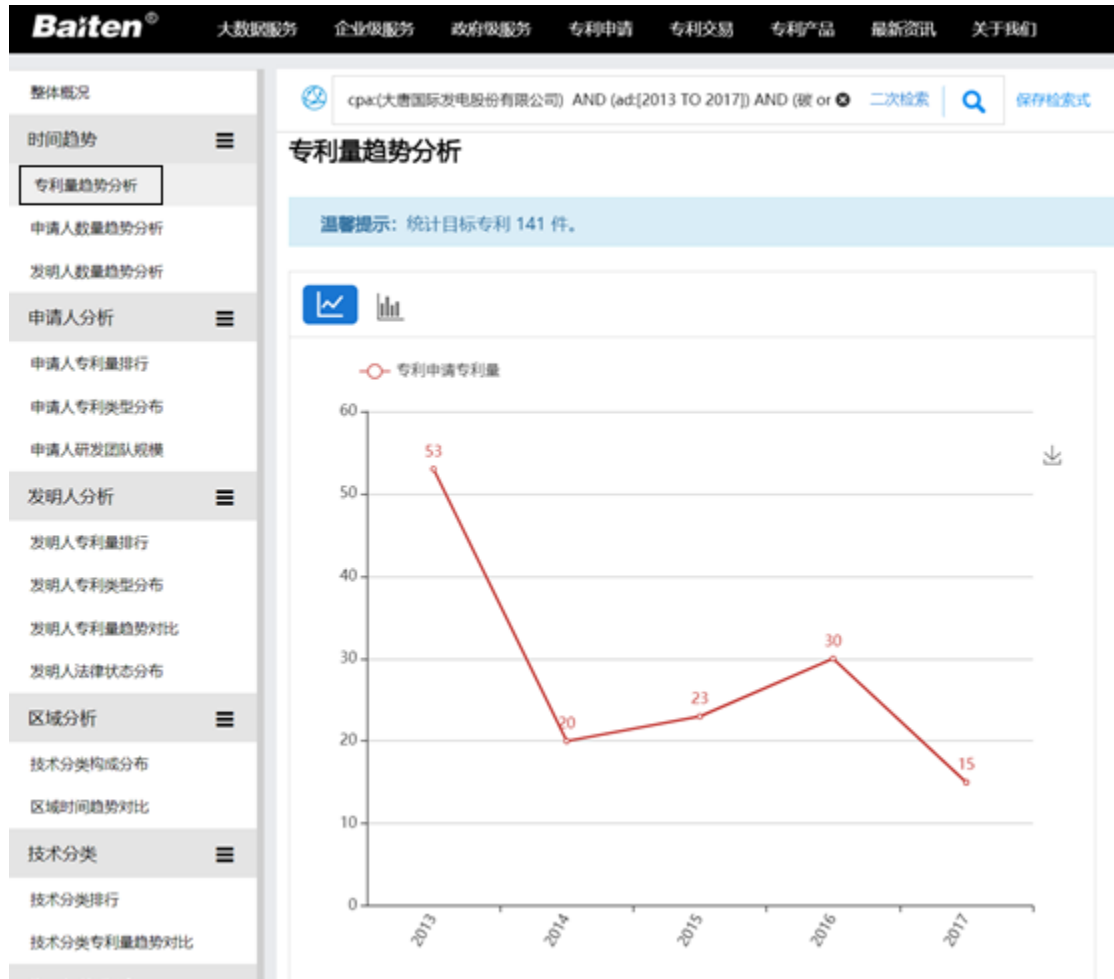 Baiten® 大数据服务 企业级服务 政府级服务 专利申请 专利交易 专利产品 最新资讯 关于我们
整体概况
时间趋势
专利量趋势分析
申请人数量趋势分析
发明人数量趋势分析
申请人分析
申请人专利量排行
申请人专利类型分布
申请人研发团队规模
发明人分析
发明人专利量排行
发明人专利类型分布
发明人专利量趋势对比
发明人法律状态分布
区域分析
技术分类构成分布
区域时间趋势对比
技术分类
技术分类排行
技术分类专利量趋势对比
cpa:(大唐国际发电股份有限公司) AND (ad:[2013 TO 2017]) AND (破 or 二次检索 保存检索式
专利量趋势分析
温馨提示：统计目标专利 141 件。
专利申请专利量
60
53
50
40
30
30
23
20
20
15
10
0
2013 2014 2015 2016 2017